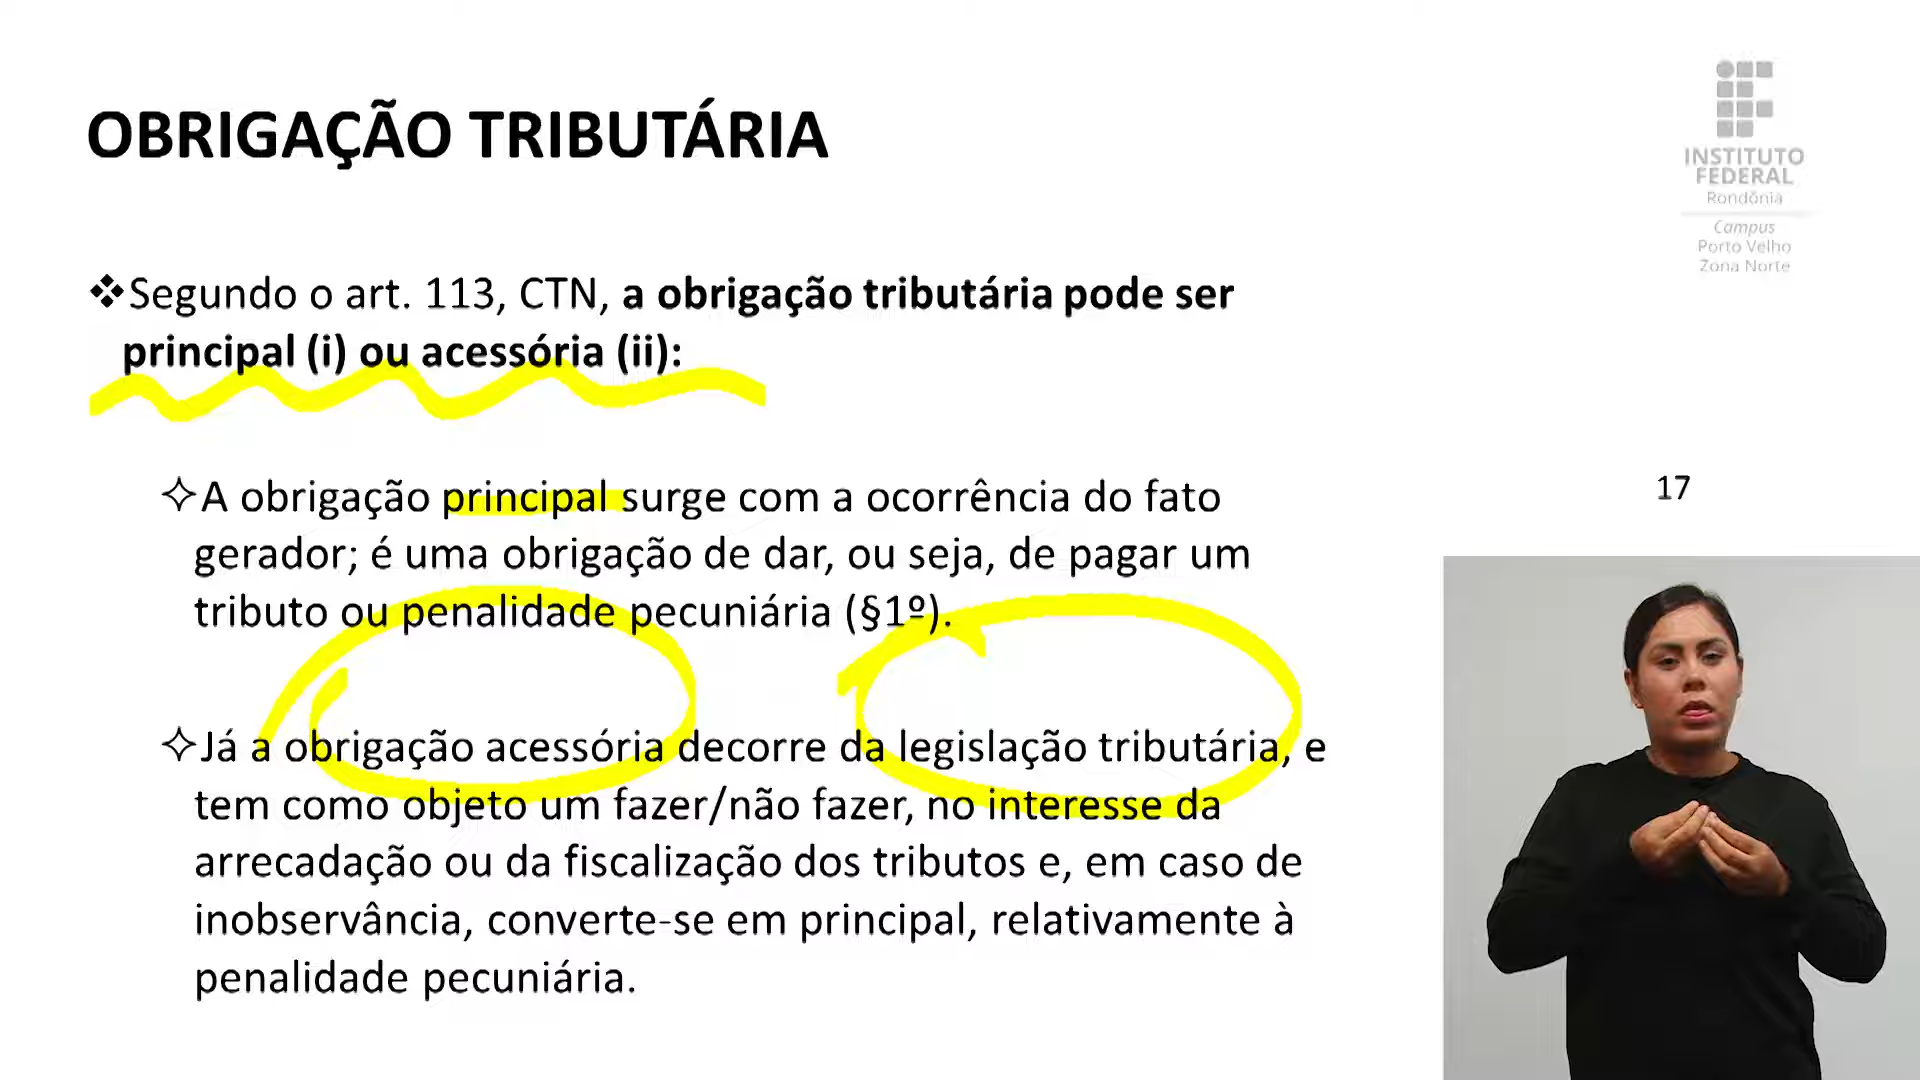 OBRIGAÇÃO TRIBUTÁRIA
INSTITUTO
FEDERAL
Rondônia
Campus
Porto Velho
Zona Norte
❖Segundo o art. 113, CTN, a obrigação tributária pode ser
principal (i) ou acessória (ii):
✧A obrigação principal surge com a ocorrência do fato
gerador; é uma obrigação de dar, ou seja, de pagar um
tributo ou penalidade pecuniária (§1º).
17
✧Já a obrigação acessória decorre da legislação tributária, e
tem como objeto um fazer/não fazer, no interesse da
arrecadação ou da fiscalização dos tributos e, em caso de
inobservância, converte-se em principal, relativamente à
penalidade pecuniária.